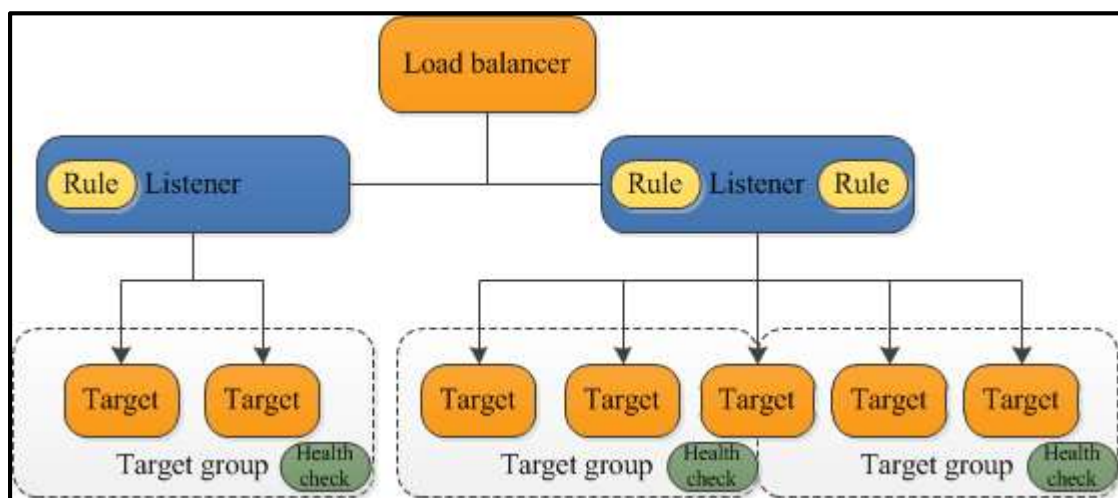 Load balancer
Rule Listener
Rule Listener Rule
Target Target
Target Target Target Target Target
Target group Health check
Target group Health check
Target group Health check